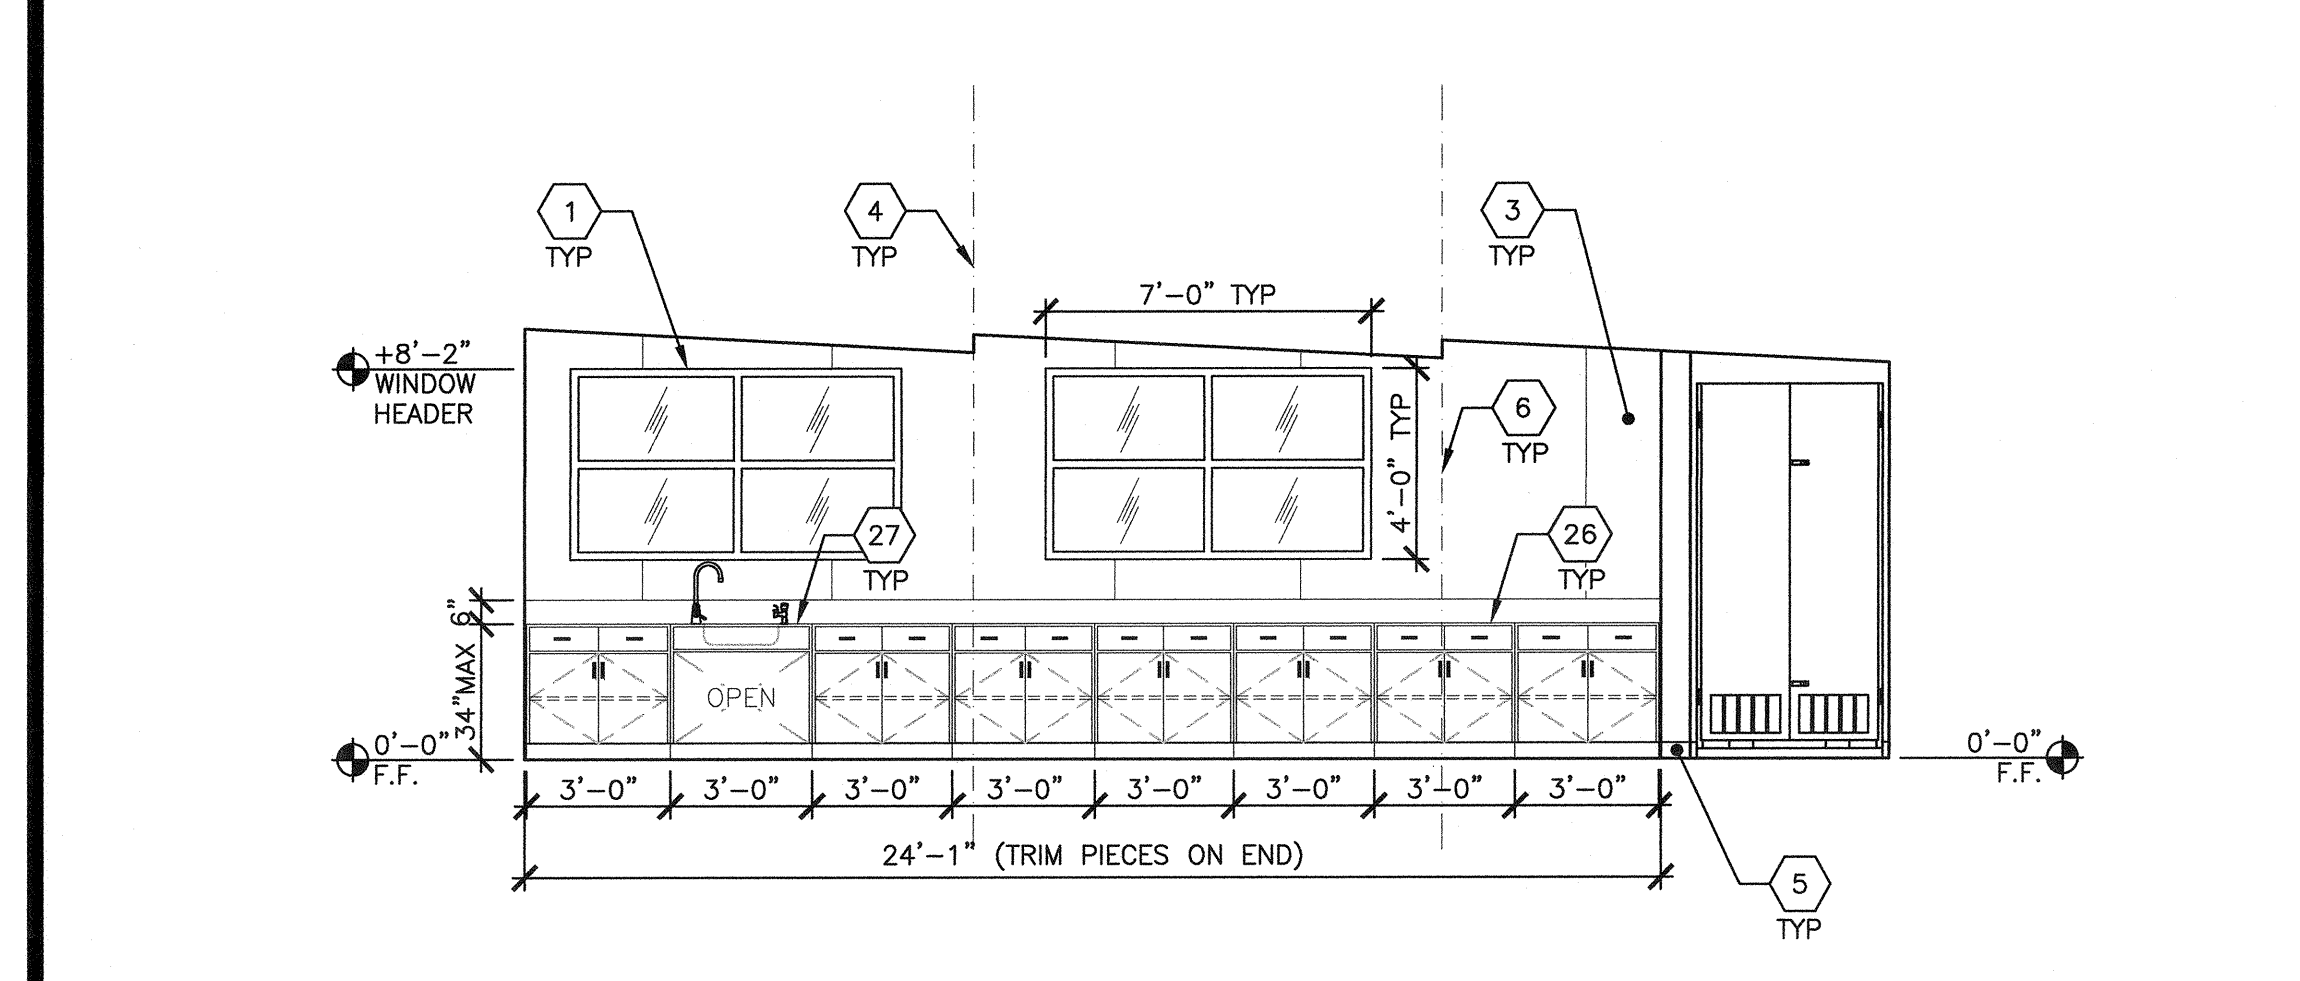 1
TYP
4
TYP
3
TYP
7'-0" TYP
+8'-2"
WINDOW
HEADER
4'-0" TYP
6
TYP
27
TYP
26
TYP
6"
34"MAX
OPEN
0'-0"
F.F.
0'-0"
F.F.
3'-0" 3'-0" 3'-0" 3'-0" 3'-0" 3'-0" 3'-0" 3'-0"
24'-1" (TRIM PIECES ON END)
5
TYP